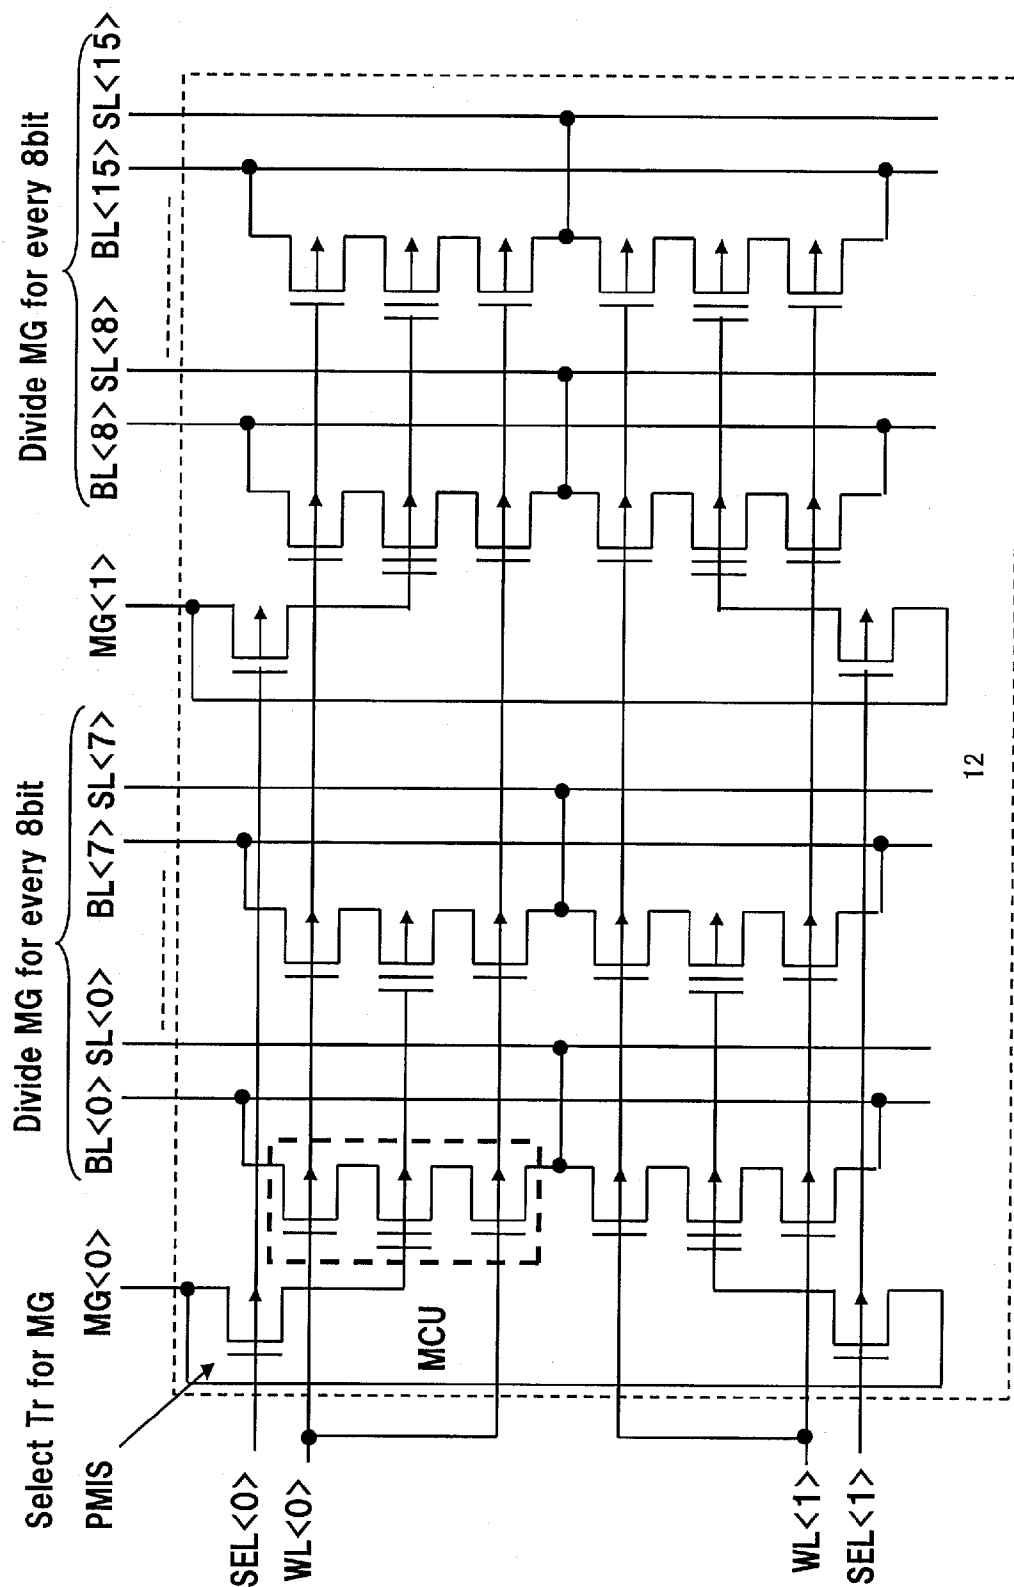 Select Tr for MG
PMIS
MG<0>
Divide MG for every 8bit
BL<0> SL<0>
BL<7> SL<7>
MG<1>
Divide MG for every 8bit
BL<8> SL<8>
BL<15> SL<15>
SEL<0>
WL<0>
MCU
WL<1>
SEL<1>
12